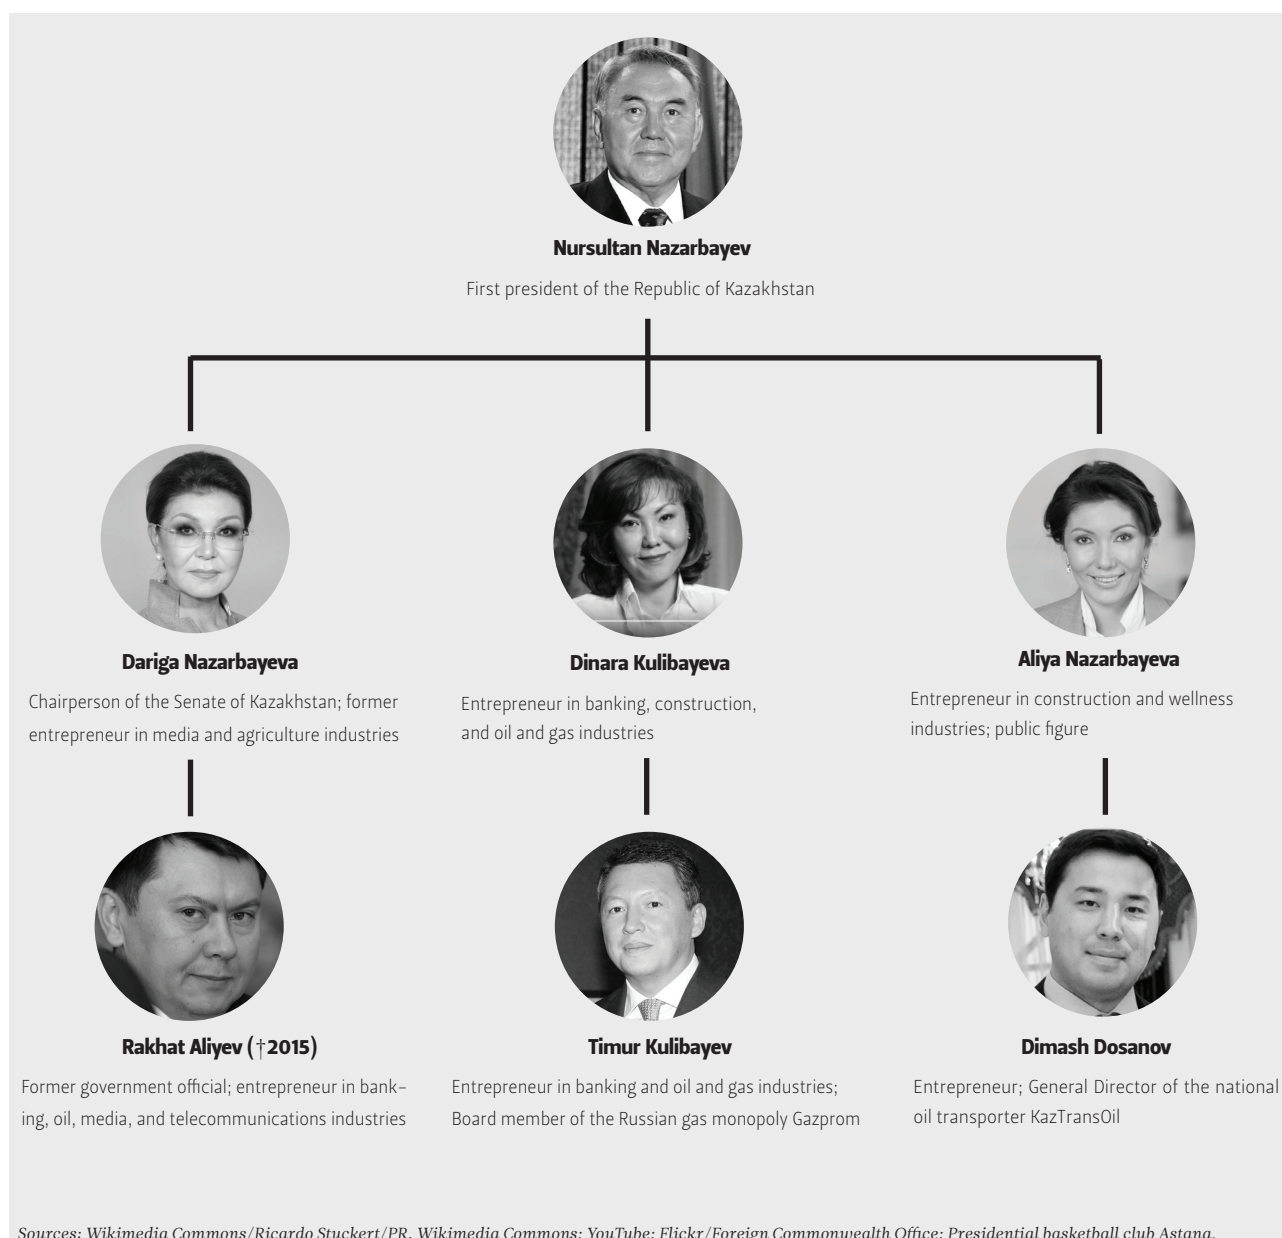 Nursultan Nazarbayev
First president of the Republic of Kazakhstan
Dariga Nazarbayeva
Chairperson of the Senate of Kazakhstan; former
entrepreneur in media and agriculture industries
Dinara Kulibayeva
Entrepreneur in banking, construction,
and oil and gas industries
Aliya Nazarbayeva
Entrepreneur in construction and wellness
industries; public figure
Rakhat Aliyev (†2015)
Former government official; entrepreneur in bank–
ing, oil, media, and telecommunications industries
Timur Kulibayev
Entrepreneur in banking and oil and gas industries;
Board member of the Russian gas monopoly Gazprom
Dimash Dosanov
Entrepreneur; General Director of the national
oil transporter KazTransOil
Sources: Wikimedia Commons/Ricardo Stuckert/PR, Wikimedia Commons; YouTube; Flickr/Foreign Commonwealth Office; Presidential basketball club Astana.